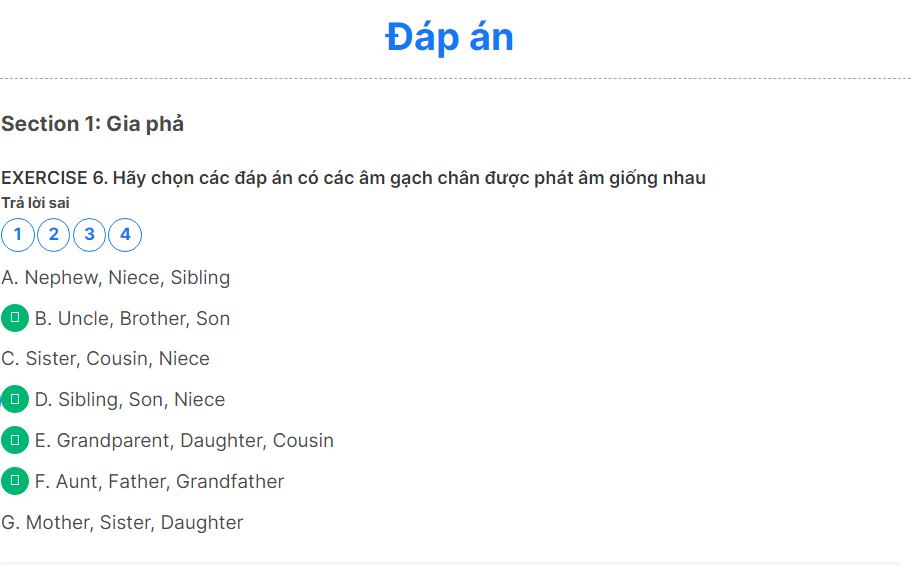 Đáp án
Section 1: Gia phả
EXERCISE 6. Hãy chọn các đáp án có các âm gạch chân được phát âm giống nhau
Trả lời sai
1 2 3 4
A. Nephew, Niece, Sibling
B. Uncle, Brother, Son
C. Sister, Cousin, Niece
D. Sibling, Son, Niece
E. Grandparent, Daughter, Cousin
F. Aunt, Father, Grandfather
G. Mother, Sister, Daughter